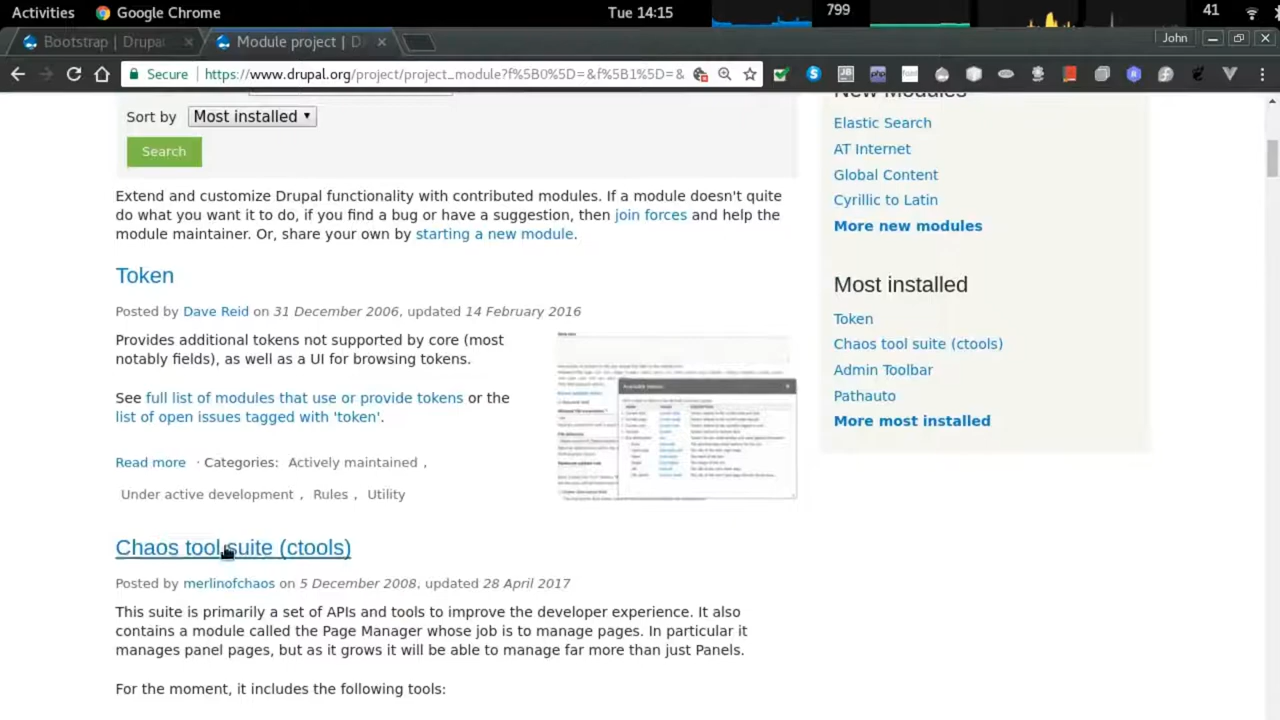 Activities Google Chrome Tue 14:15 799 41
Bootstrap | Drupa × Module project | D × John
Secure https://www.drupal.org/project/project_module?f%5B0%5D=&f%5B1%5D=&
New Modules
Sort by Most installed
Search
Elastic Search
AT Internet
Global Content
Cyrillic to Latin
More new modules
Extend and customize Drupal functionality with contributed modules. If a module doesn't quite
do what you want it to do, if you find a bug or have a suggestion, then join forces and help the
module maintainer. Or, share your own by starting a new module.
Most installed
Token
Chaos tool suite (ctools)
Admin Toolbar
Pathauto
More most installed
Token
Posted by Dave Reid on 31 December 2006, updated 14 February 2016
Provides additional tokens not supported by core (most
notably fields), as well as a UI for browsing tokens.
See full list of modules that use or provide tokens or the
list of open issues tagged with 'token'.
Read more · Categories: Actively maintained ,
Under active development , Rules , Utility
Chaos tool suite (ctools)
Posted by merlinofchaos on 5 December 2008, updated 28 April 2017
This suite is primarily a set of APIs and tools to improve the developer experience. It also
contains a module called the Page Manager whose job is to manage pages. In particular it
manages panel pages, but as it grows it will be able to manage far more than just Panels.
For the moment, it includes the following tools: